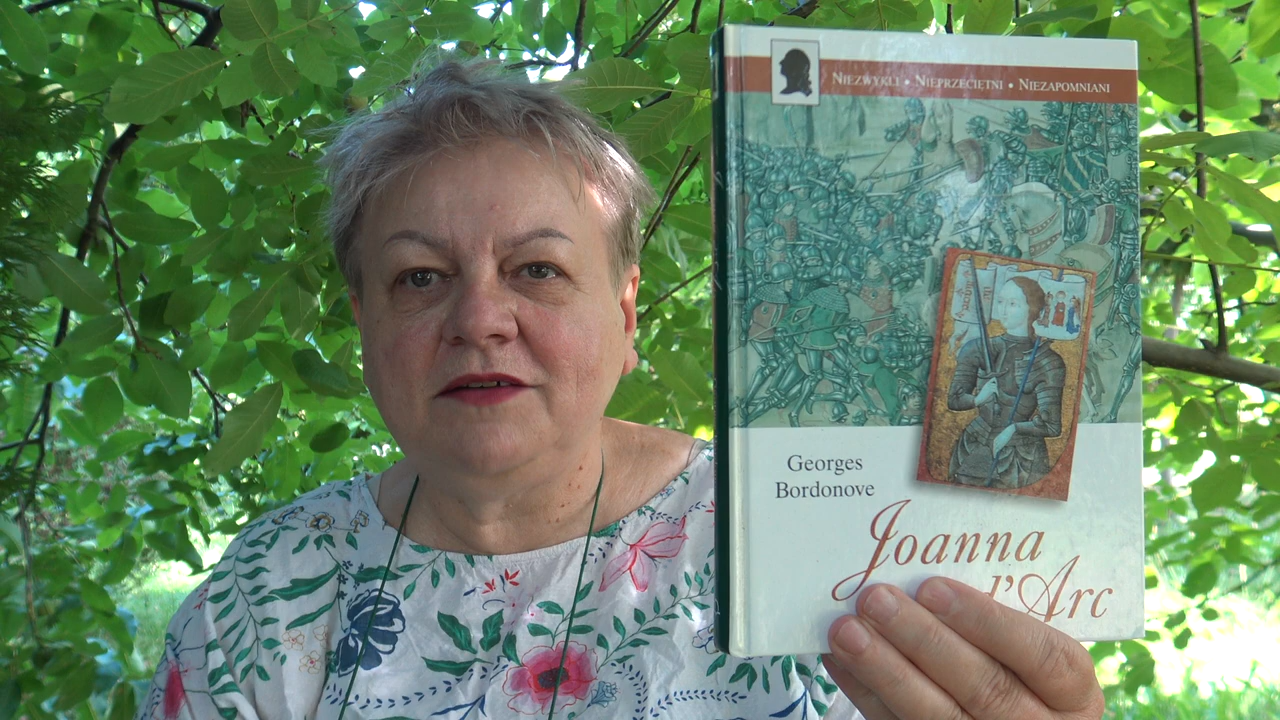 Niezwykli • Nieprzeciętni • Niezapomniani
Georges
Bordonove
Joanna
d'Arc